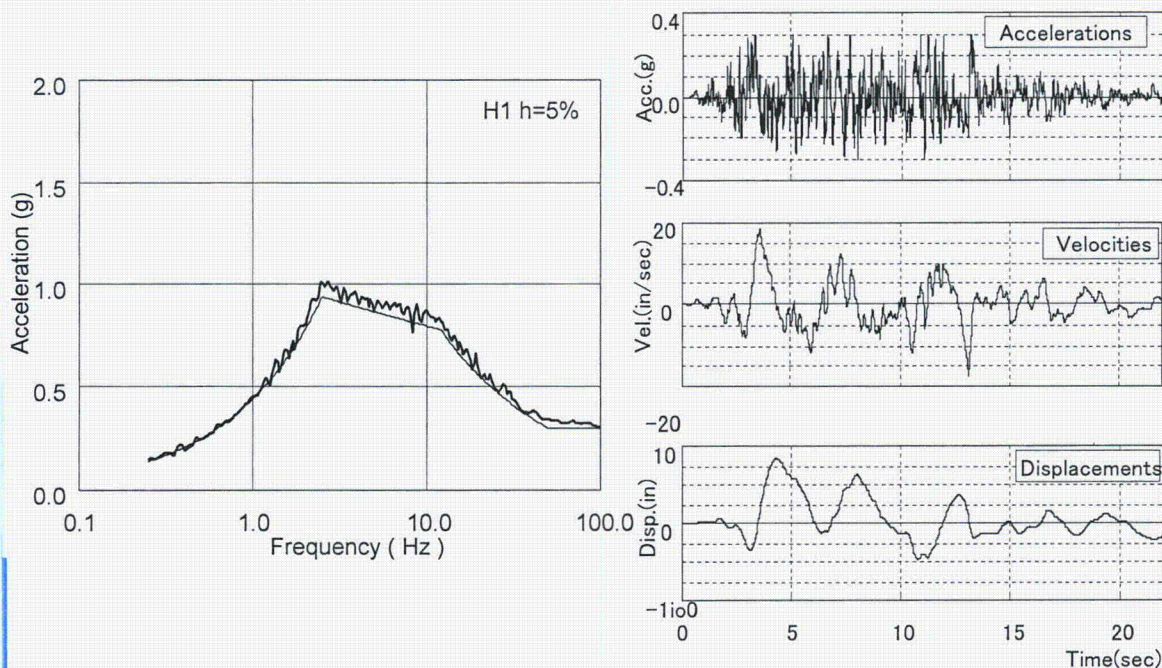 2.0
H1 h=5%
1.5
Acceleration (g)
1.0
0.5
0.0
0.1
1.0
10.0
100.0
Frequency ( Hz )
0.4
Accelerations
Acc.(g)
0.0
-0.4
20
Velocities
Vel.(in/sec)
0
-20
10
Displacements
Disp.(in)
0
-1io0
0
5
10
15
20
Time(sec)